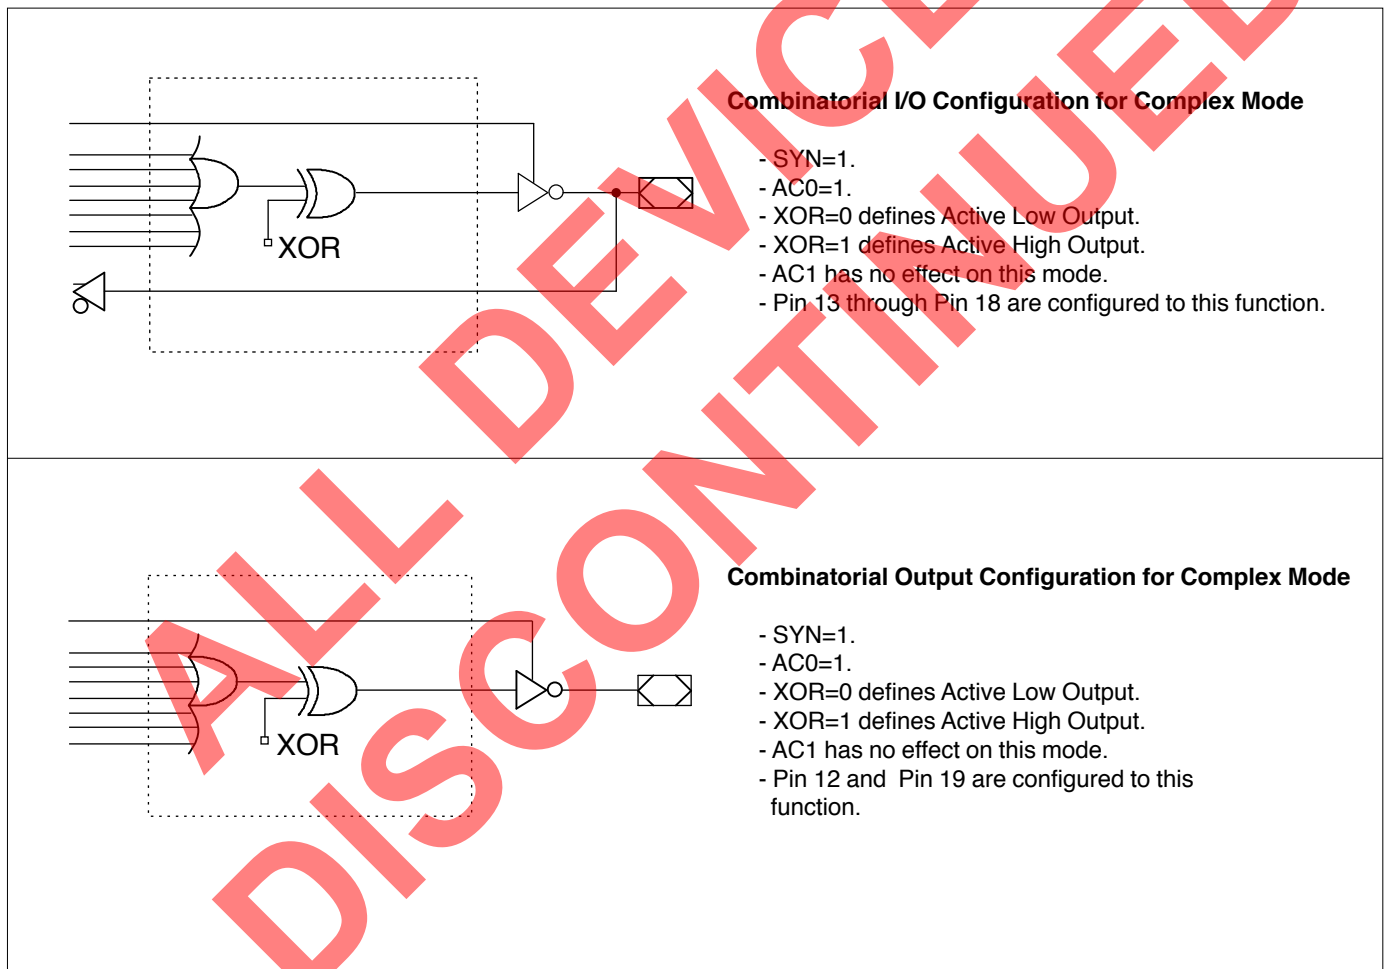 Combinatorial I/O Configuration for Complex Mode
- SYN=1.
- AC0=1.
- XOR=0 defines Active Low Output.
- XOR=1 defines Active High Output.
- AC1 has no effect on this mode.
- Pin 13 through Pin 18 are configured to this function.
XOR
Combinatorial Output Configuration for Complex Mode
- SYN=1.
- AC0=1.
- XOR=0 defines Active Low Output.
- XOR=1 defines Active High Output.
- AC1 has no effect on this mode.
- Pin 12 and  Pin 19 are configured to this
function.
XOR
ALL DEVICE
DISCONTINUED